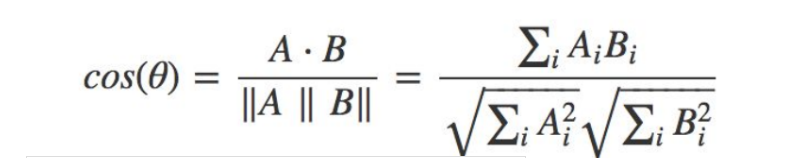 cos(θ) = A · B / ‖A ‖ B‖ = ∑ᵢ AᵢBᵢ / √∑ᵢ Aᵢ² √∑ᵢ Bᵢ²